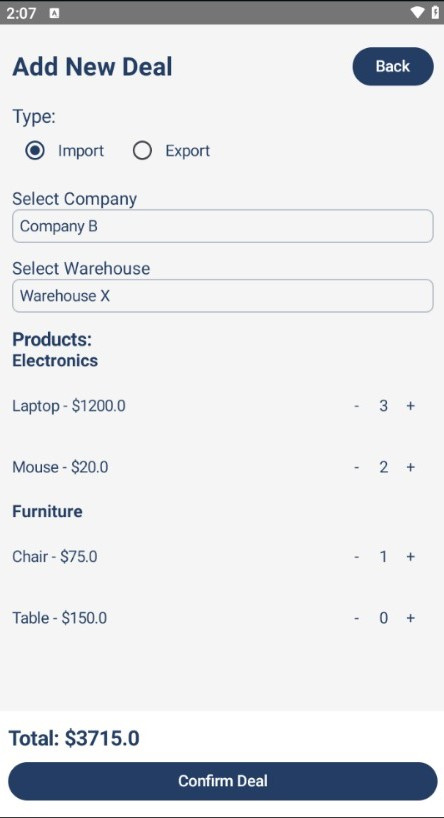 2:07
A
Add New Deal
Back
Type:
Import Export
Select Company
Company B
Select Warehouse
Warehouse X
Products:
Electronics
Laptop - $1200.0 - 3 +
Mouse - $20.0 - 2 +
Furniture
Chair - $75.0 - 1 +
Table - $150.0 - 0 +
Total: $3715.0
Confirm Deal